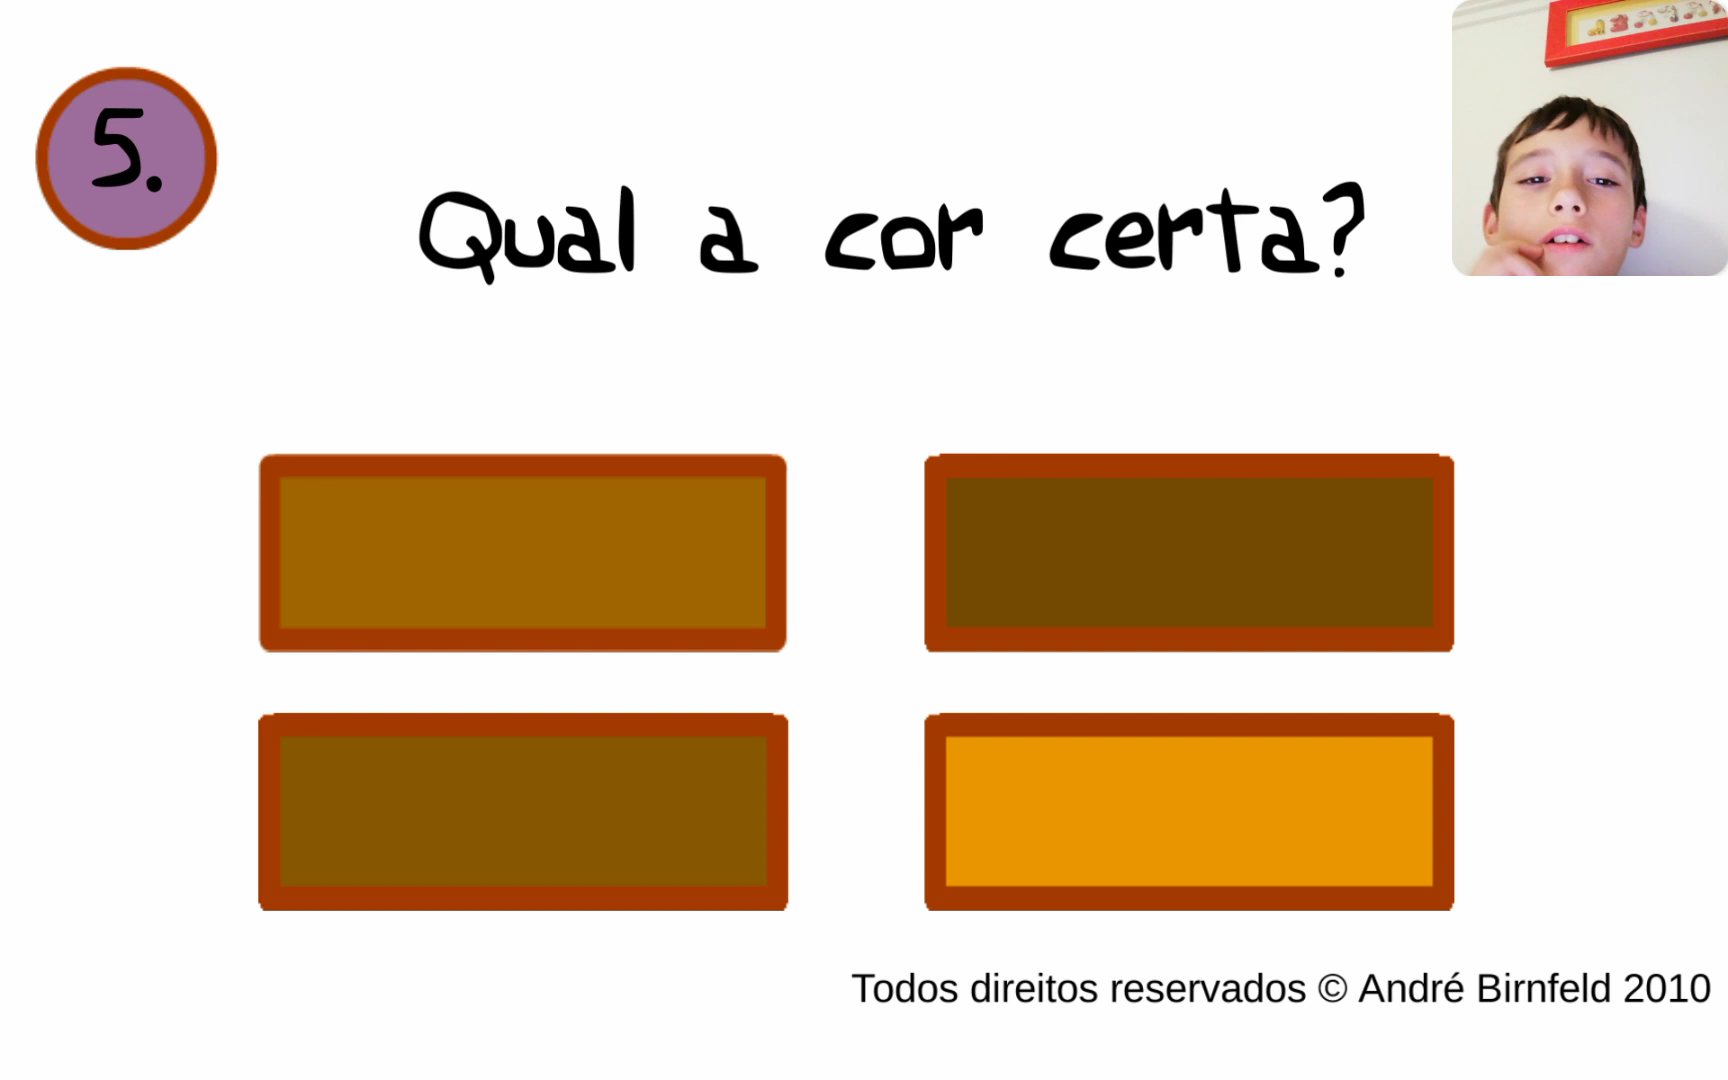 5.
Qual a cor certa?
Todos direitos reservados © André Birnfeld 2010